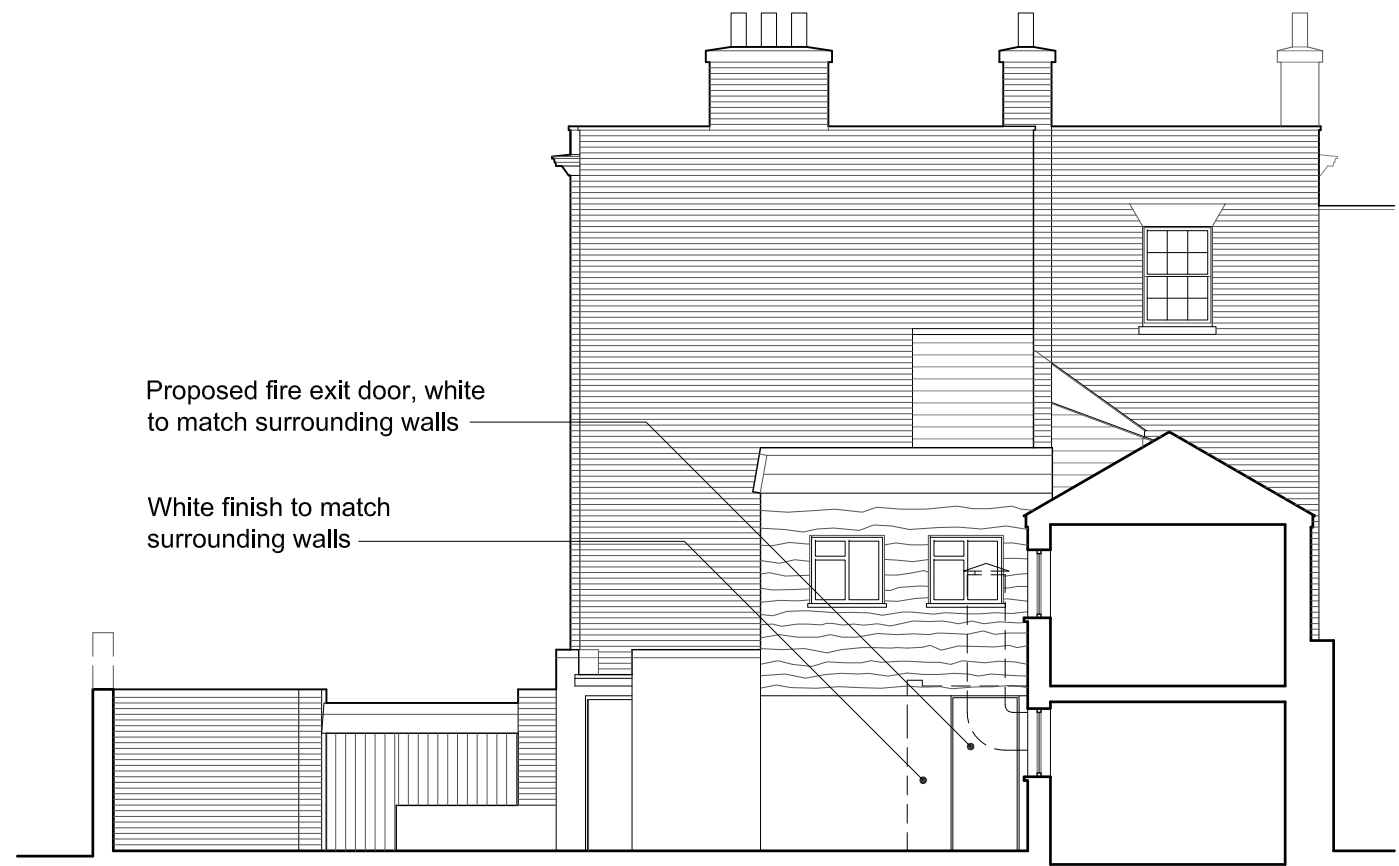 Proposed fire exit door, white
to match surrounding walls
White finish to match
surrounding walls